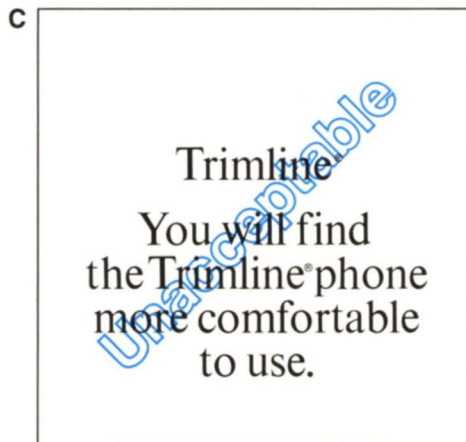 C
Trimline®
You will find
the Trimline® phone
more comfortable
to use.
Unacceptable